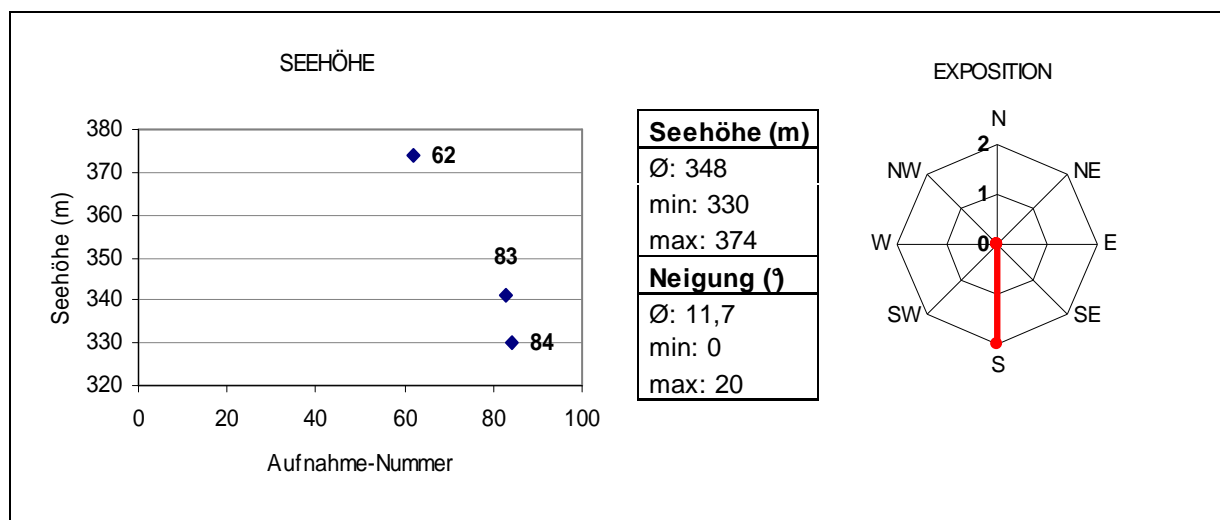 SEEHÖHE
380
370
360
350
340
330
320
0 20 40 60 80 100
Seehöhe (m)
Aufnahme-Nummer
62
83
84
Seehöhe (m)
Ø: 348
min: 330
max: 374
Neigung (°)
Ø: 11,7
min: 0
max: 20
EXPOSITION
N
NE
E
SE
S
SW
W
NW
2
1
0